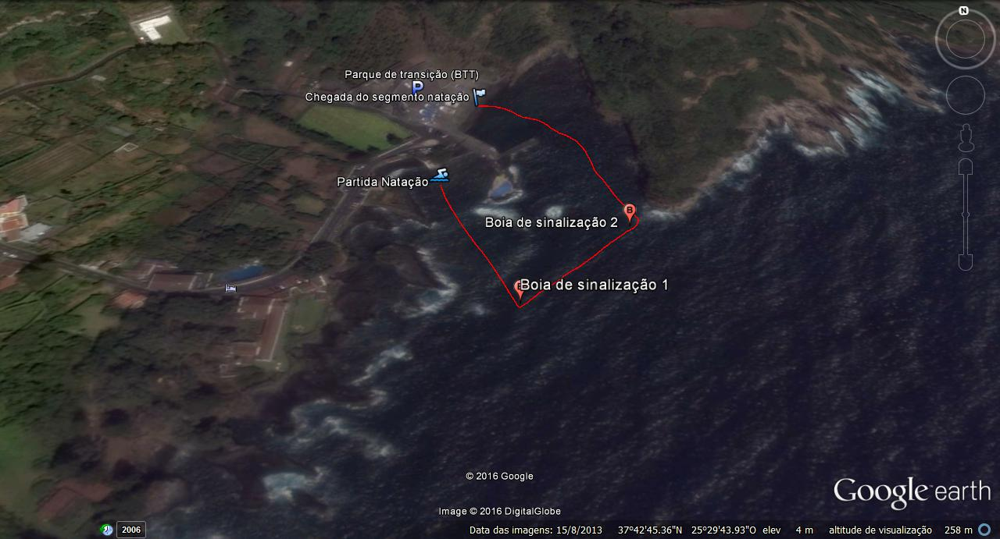 N
Parque de transição (BTT)
P
Chegada do segmento natação
Partida Natação
B
Boia de sinalização 2
Boia de sinalização 1
© 2016 Google
Google earth
Image © 2016 DigitalGlobe
2006
Data das imagens: 15/8/2013 37°42'45.36"N 25°29'43.93"O elev 4 m altitude de visualização 258 m